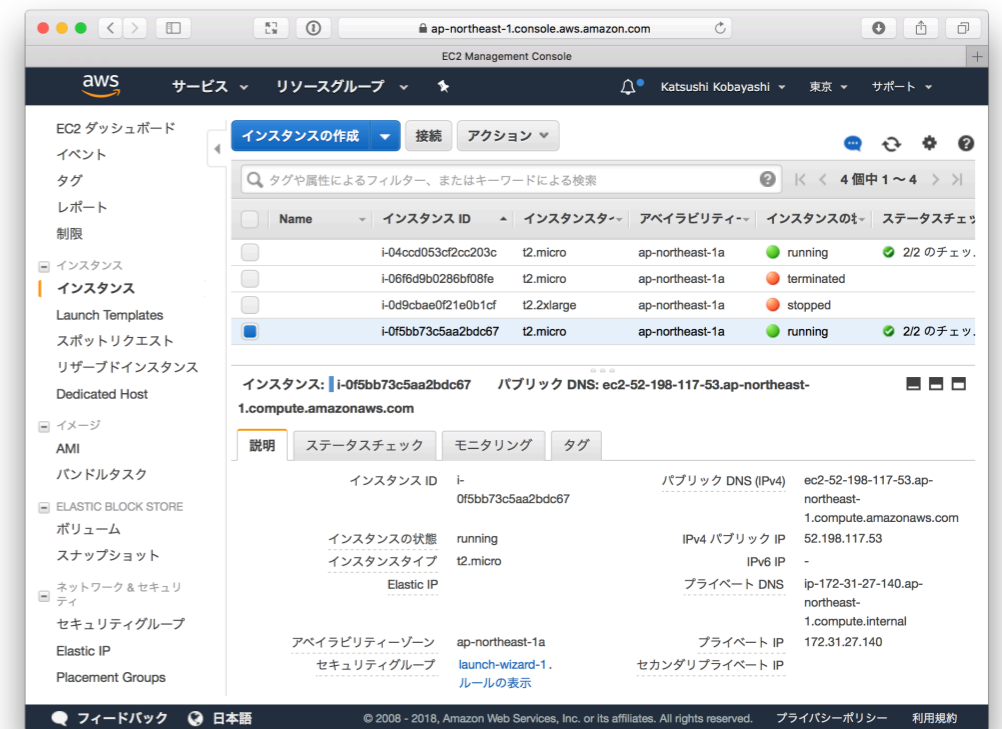 ap-northeast-1.console.aws.amazon.com
EC2 Management Console
aws サービス リソースグループ Katsushi Kobayashi 東京 サポート
EC2 ダッシュボード
イベント
タグ
レポート
制限
インスタンス
インスタンス
Launch Templates
スポットリクエスト
リザーブドインスタンス
Dedicated Host
イメージ
AMI
バンドルタスク
ELASTIC BLOCK STORE
ボリューム
スナップショット
ネットワーク & セキュリ
ティ
セキュリティグループ
Elastic IP
Placement Groups
インスタンスの作成 接続 アクション
タグや属性によるフィルター、またはキーワードによる検索 4 個中 1 ～ 4
Name インスタンス ID インスタンスタ アベイラビリティー インスタンスの ステータスチェッ
i-04ccd053cf2cc203c t2.micro ap-northeast-1a running 2/2 のチェッ
i-06f6d9b0286bf08fe t2.micro ap-northeast-1a terminated
i-0d9cbae0f21e0b1cf t2.2xlarge ap-northeast-1a stopped
i-0f5bb73c5aa2bdc67 t2.micro ap-northeast-1a running 2/2 のチェッ
インスタンス: i-0f5bb73c5aa2bdc67 パブリック DNS: ec2-52-198-117-53.ap-northeast-
1.compute.amazonaws.com
説明 ステータスチェック モニタリング タグ
インスタンス ID i-
0f5bb73c5aa2bdc67
インスタンスの状態 running
インスタンスタイプ t2.micro
Elastic IP
アベイラビリティーゾーン ap-northeast-1a
セキュリティグループ launch-wizard-1.
ルールの表示
パブリック DNS (IPv4) ec2-52-198-117-53.ap-
northeast-
1.compute.amazonaws.com
IPv4 パブリック IP 52.198.117.53
IPv6 IP -
プライベート DNS ip-172-31-27-140.ap-
northeast-
1.compute.internal
プライベート IP 172.31.27.140
セカンダリプライベート IP
フィードバック 日本語 © 2008 - 2018, Amazon Web Services, Inc. or its affiliates. All rights reserved. プライバシーポリシー 利用規約